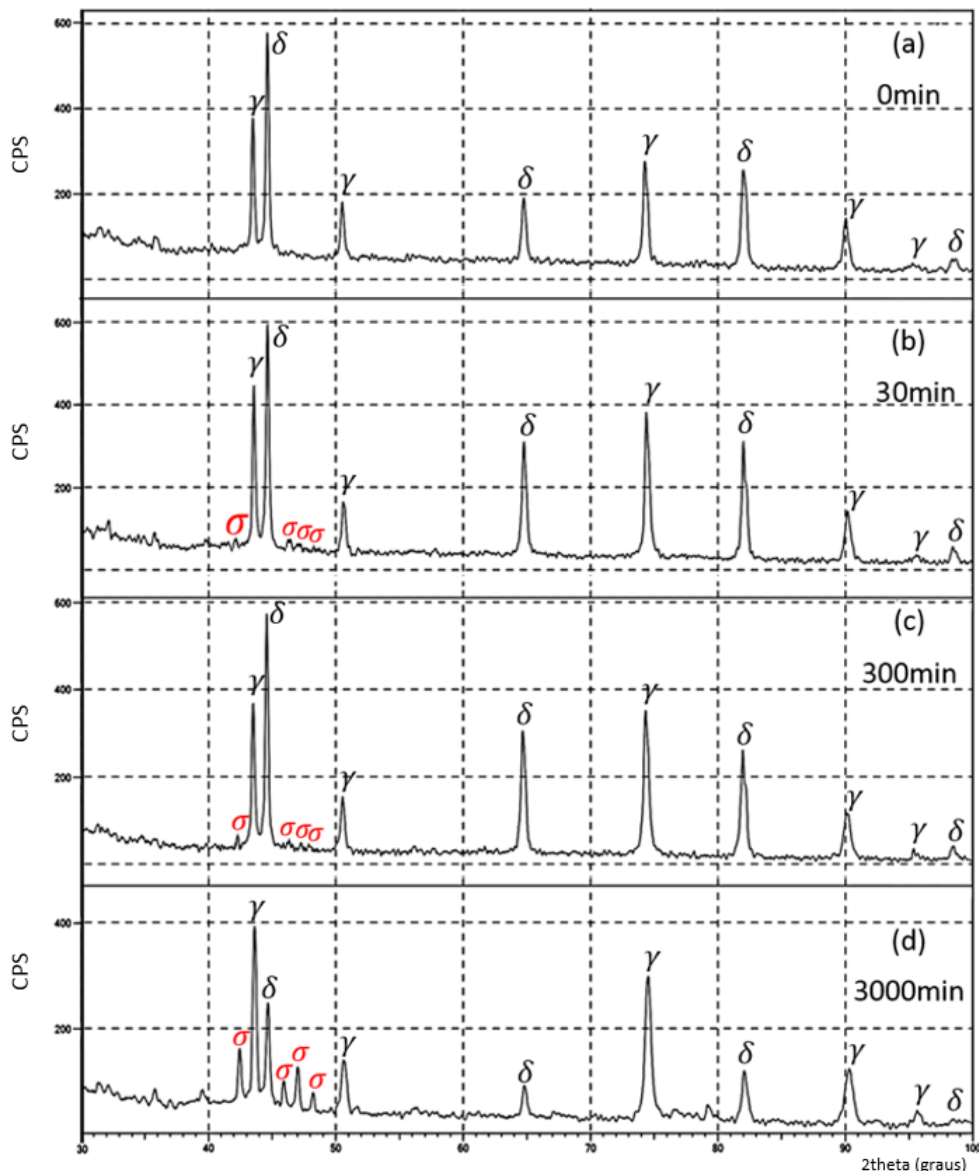 600
(a)
δ
0min
γ
400
CPS
γ
δ
200
γ
δ
γ
γ
δ
600
(b)
δ
30min
γ
400
CPS
γ
δ
δ
γ
200
σ
σσσ
γ
γ
δ
600
(c)
δ
300min
γ
400
CPS
δ
γ
δ
200
γ
σ
σσσ
γ
γ
δ
γ
400
(d)
γ
3000min
δ
CPS
200
σ
σ
σ
σ
γ
δ
δ
γ
γ
δ
30 40 50 60 70 80 90 100
2theta (graus)